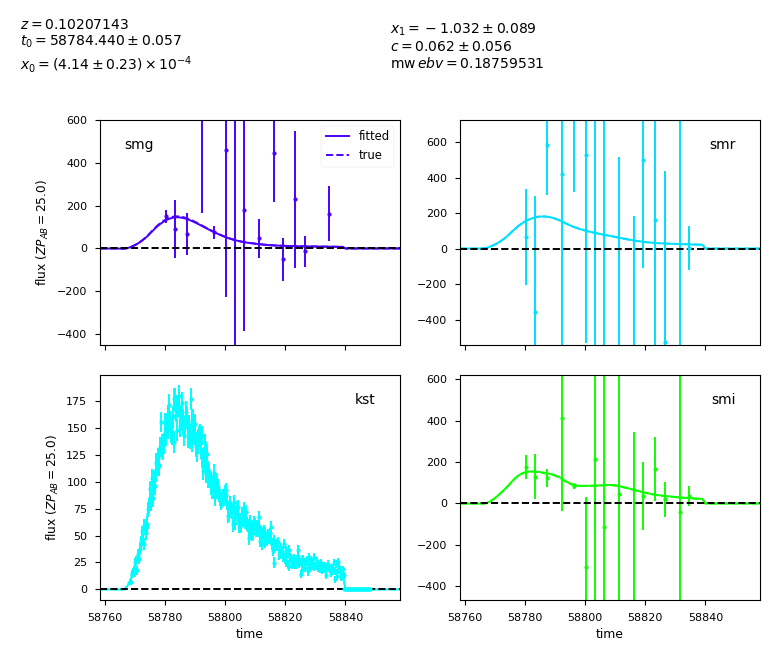 z = 0.10207143
t₀ = 58784.440 ± 0.057
x₀ = (4.14 ± 0.23) × 10⁻⁴
x₁ = −1.032 ± 0.089
c = 0.062 ± 0.056
mw ebv = 0.18759531
smg
fitted
true
600
400
200
0
−200
−400
flux (ZP_AB = 25.0)
smr
600
400
200
0
−200
−400
kst
175
150
125
100
75
50
25
0
flux (ZP_AB = 25.0)
58760 58780 58800 58820 58840
time
smi
600
400
200
0
−200
−400
58760 58780 58800 58820 58840
time